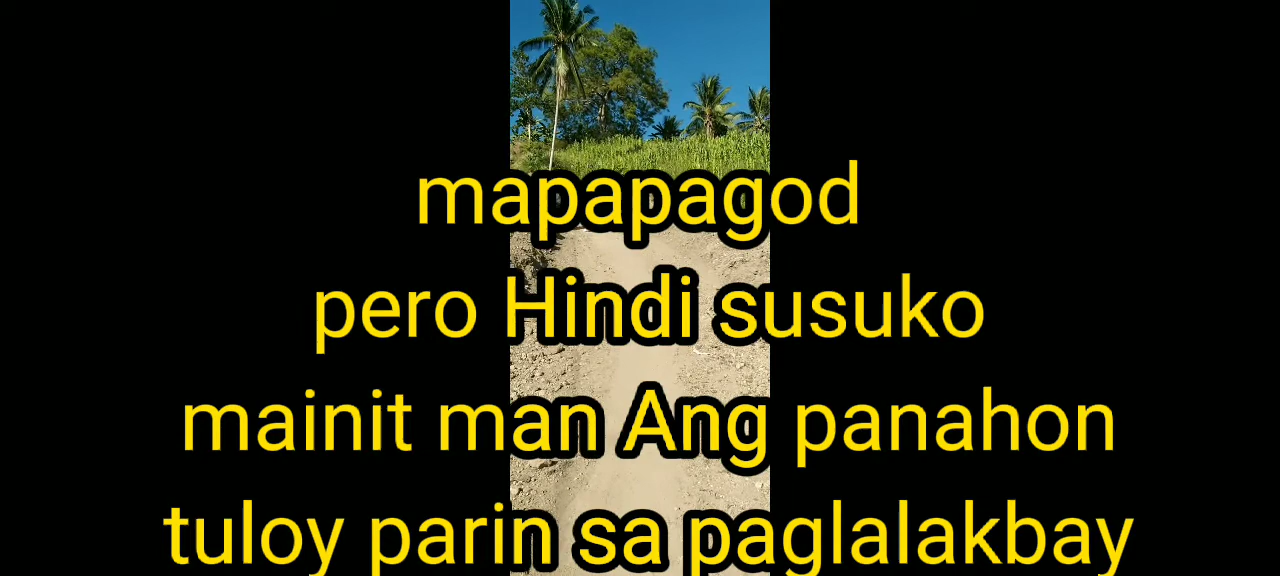 mapapagod
pero Hindi susuko
mainit man Ang panahon
tuloy parin sa paglalakbay